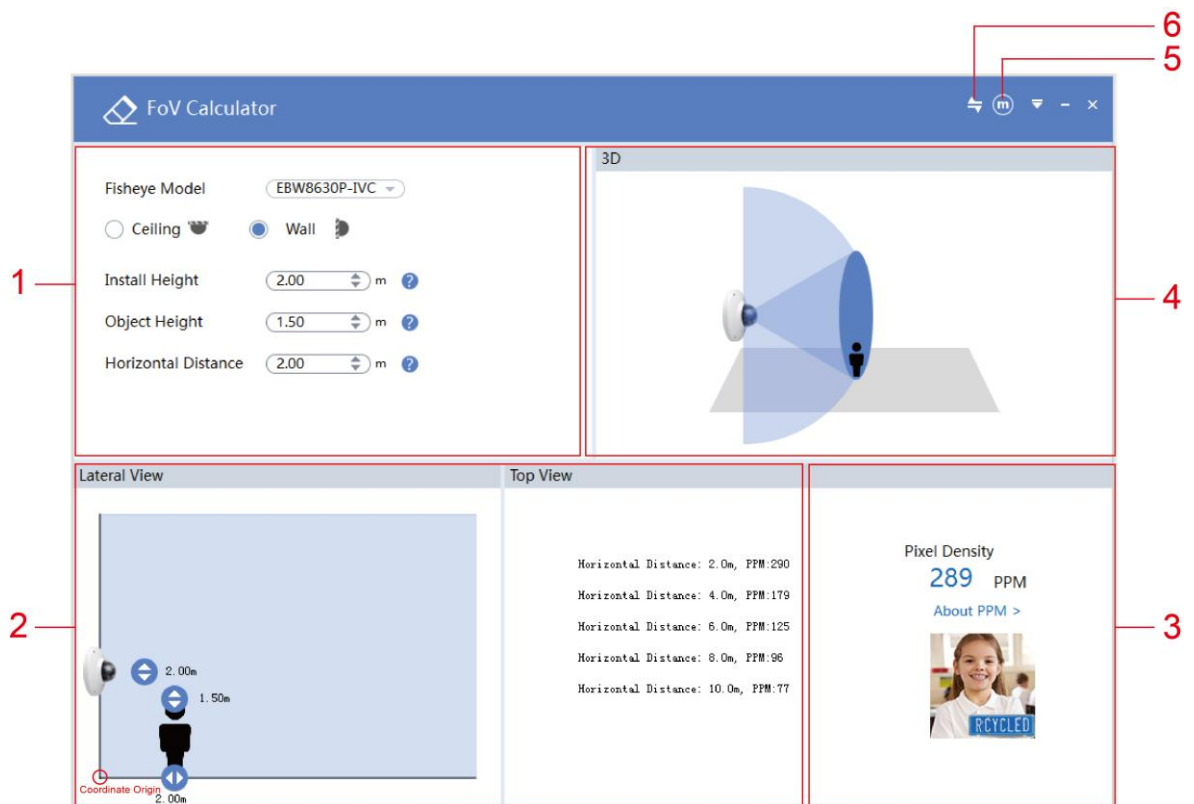 6
5
FoV Calculator
m
3D
Fisheye Model EBW8630P-IVC
Ceiling Wall
1
Install Height 2.00 m ?
Object Height 1.50 m ?
Horizontal Distance 2.00 m ?
4
Lateral View
Top View
2
2.00m
1.50m
Coordinate Origin
2.00m
Horizontal Distance: 2.0m, PPM:290
Horizontal Distance: 4.0m, PPM:179
Horizontal Distance: 6.0m, PPM:125
Horizontal Distance: 8.0m, PPM:96
Horizontal Distance: 10.0m, PPM:77
Pixel Density
289 PPM
About PPM >
RCYCLED
3